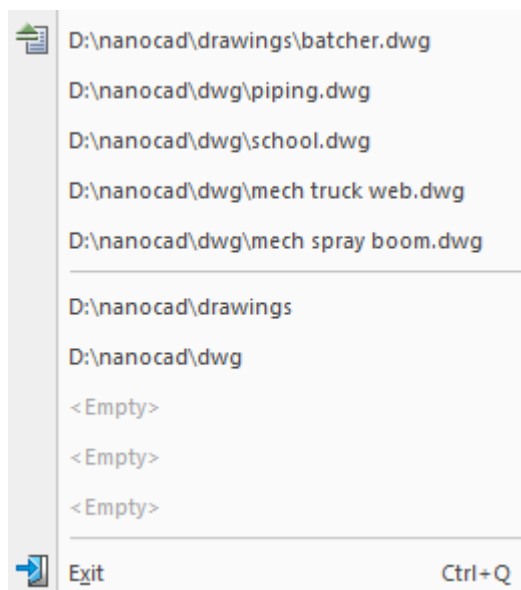 D:\nanocad\drawings\batcher.dwg
D:\nanocad\dwg\piping.dwg
D:\nanocad\dwg\school.dwg
D:\nanocad\dwg\mech truck web.dwg
D:\nanocad\dwg\mech spray boom.dwg
D:\nanocad\drawings
D:\nanocad\dwg
<Empty>
<Empty>
<Empty>
Exit Ctrl+Q